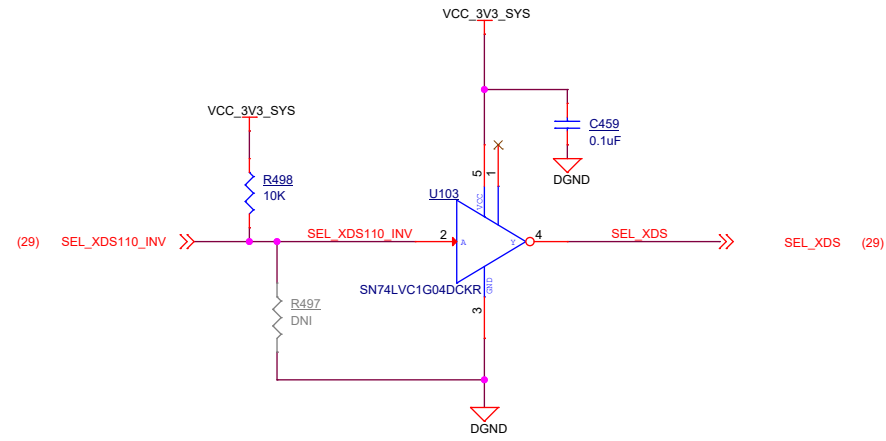 VCC_3V3_SYS
VCC_3V3_SYS
C459
0.1uF
DGND
R498
10K
5
1
U103
VCC
(29) SEL_XDS110_INV
SEL_XDS110_INV
2
A
Y
4
SEL_XDS
SEL_XDS (29)
SN74LVC1G04DCKR
GND
3
R497
DNI
DGND